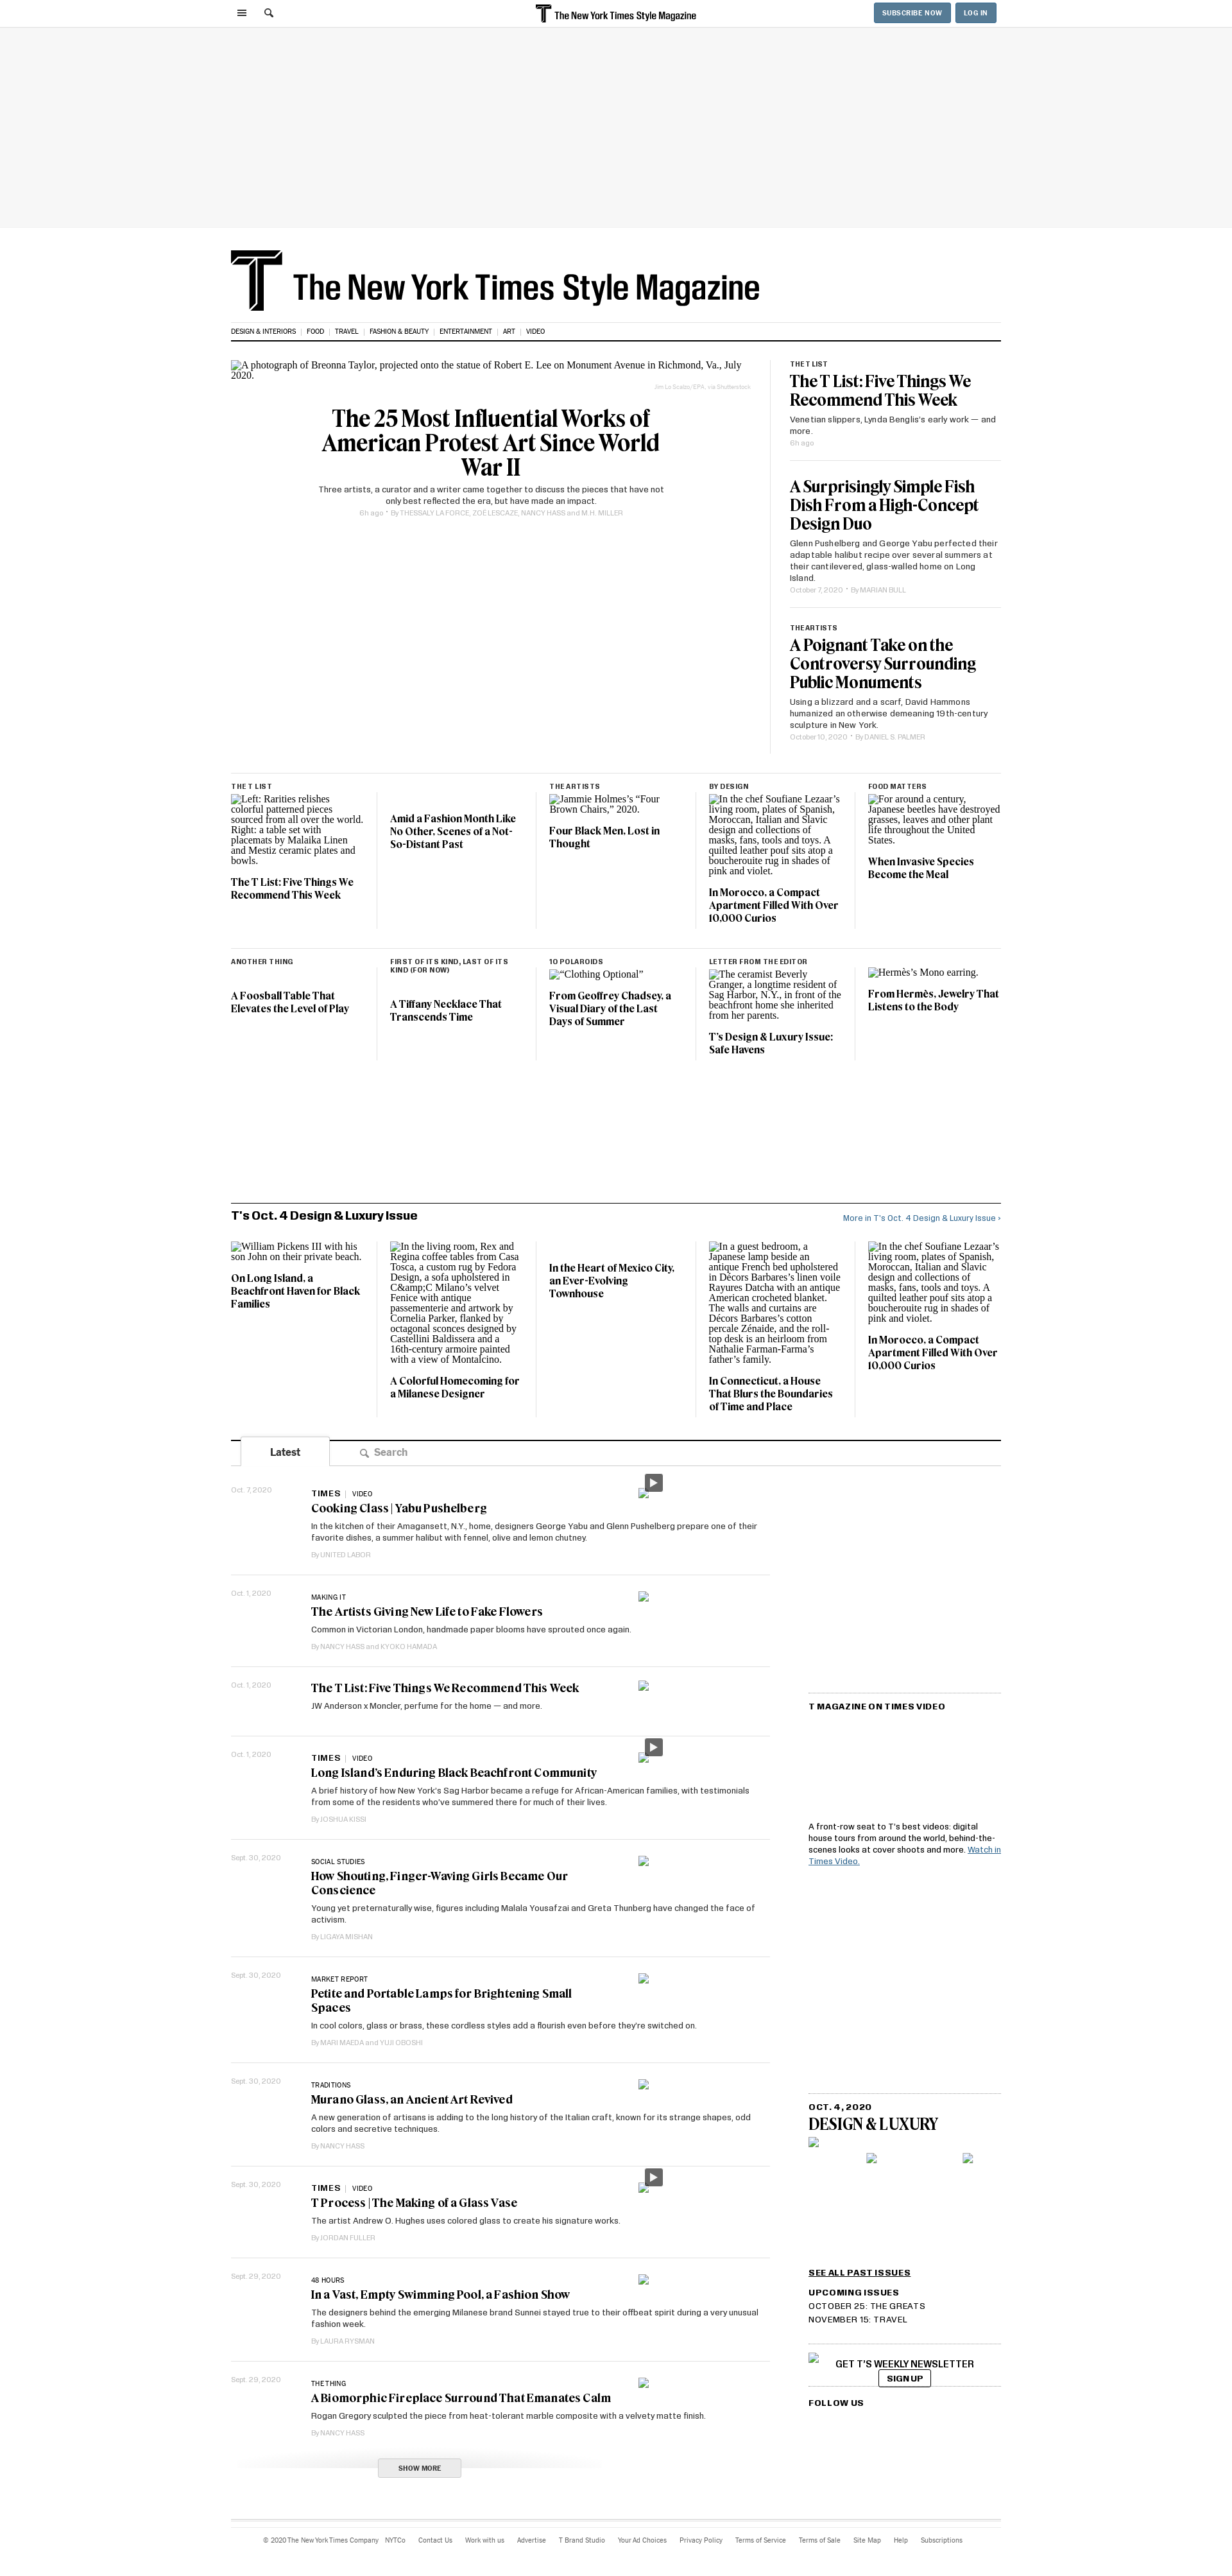 The New York Times Style Magazine
SUBSCRIBE NOW
LOG IN
The New York Times Style Magazine
DESIGN & INTERIORS
FOOD
TRAVEL
FASHION & BEAUTY
ENTERTAINMENT
ART
VIDEO
A photograph of Breonna Taylor, projected onto the statue of Robert E. Lee on Monument Avenue in Richmond, Va., July
2020.
Jim Lo Scalzo/EPA, via Shutterstock
The 25 Most Influential Works of
American Protest Art Since World
War II
Three artists, a curator and a writer came together to discuss the pieces that have not
only best reflected the era, but have made an impact.
6h ago By THESSALY LA FORCE, ZOË LESCAZE, NANCY HASS and M.H. MILLER
THE T LIST
The T List: Five Things We
Recommend This Week
Venetian slippers, Lynda Benglis's early work — and
more.
6h ago
A Surprisingly Simple Fish
Dish From a High-Concept
Design Duo
Glenn Pushelberg and George Yabu perfected their
adaptable halibut recipe over several summers at
their cantilevered, glass-walled home on Long
Island.
October 7, 2020 By MARIAN BULL
THE ARTISTS
A Poignant Take on the
Controversy Surrounding
Public Monuments
Using a blizzard and a scarf, David Hammons
humanized an otherwise demeaning 19th-century
sculpture in New York.
October 10, 2020 By DANIEL S. PALMER
THE T LIST
Left: Rarities relishes
colorful patterned pieces
sourced from all over the world.
Right: a table set with
placemats by Malaika Linen
and Mestiz ceramic plates and
bowls.
The T List: Five Things We
Recommend This Week
Amid a Fashion Month Like
No Other, Scenes of a Not-
So-Distant Past
THE ARTISTS
Jammie Holmes's “Four
Brown Chairs,” 2020.
Four Black Men, Lost in
Thought
BY DESIGN
In the chef Soufiane Lezaar’s
living room, plates of Spanish,
Moroccan, Italian and Slavic
design and collections of
masks, fans, tools and toys. A
quilted leather pouf sits atop a
boucherouite rug in shades of
pink and violet.
In Morocco, a Compact
Apartment Filled With Over
10,000 Curios
FOOD MATTERS
For around a century,
Japanese beetles have destroyed
grasses, leaves and other plant
life throughout the United
States.
When Invasive Species
Become the Meal
ANOTHER THING
A Foosball Table That
Elevates the Level of Play
FIRST OF ITS KIND, LAST OF ITS
KIND (FOR NOW)
A Tiffany Necklace That
Transcends Time
10 POLAROIDS
“Clothing Optional”
From Geoffrey Chadsey, a
Visual Diary of the Last
Days of Summer
LETTER FROM THE EDITOR
The ceramist Beverly
Granger, a longtime resident of
Sag Harbor, N.Y., in front of the
beachfront home she inherited
from her parents.
T’s Design & Luxury Issue:
Safe Havens
Hermès’s Mono earring.
From Hermès, Jewelry That
Listens to the Body
T's Oct. 4 Design & Luxury Issue
More in T's Oct. 4 Design & Luxury Issue ›
William Pickens III with his
son John on their private beach.
On Long Island, a
Beachfront Haven for Black
Families
In the living room, Rex and
Regina coffee tables from Casa
Tosca, a custom rug by Fedora
Design, a sofa upholstered in
C&amp;C Milano’s velvet
Fenice with antique
passementerie and artwork by
Cornelia Parker, flanked by
octagonal sconces designed by
Castellini Baldissera and a
16th-century armoire painted
with a view of Montalcino.
A Colorful Homecoming for
a Milanese Designer
In the Heart of Mexico City,
an Ever-Evolving
Townhouse
In a guest bedroom, a
Japanese lamp beside an
antique French bed upholstered
in Dècors Barbares’s linen voile
Rayures Datcha with an antique
American crocheted blanket.
The walls and curtains are
Décors Barbares’s cotton
percale Zénaide, and the roll-
top desk is an heirloom from
Nathalie Farman-Farma’s
father’s family.
In Connecticut, a House
That Blurs the Boundaries
of Time and Place
In the chef Soufiane Lezaar’s
living room, plates of Spanish,
Moroccan, Italian and Slavic
design and collections of
masks, fans, tools and toys. A
quilted leather pouf sits atop a
boucherouite rug in shades of
pink and violet.
In Morocco, a Compact
Apartment Filled With Over
10,000 Curios
Latest
Search
Oct. 7, 2020
TIMES VIDEO
Cooking Class | Yabu Pushelberg
In the kitchen of their Amagansett, N.Y., home, designers George Yabu and Glenn Pushelberg prepare one of their
favorite dishes, a summer halibut with fennel, olive and lemon chutney.
By UNITED LABOR
Oct. 1, 2020
MAKING IT
The Artists Giving New Life to Fake Flowers
Common in Victorian London, handmade paper blooms have sprouted once again.
By NANCY HASS and KYOKO HAMADA
Oct. 1, 2020
The T List: Five Things We Recommend This Week
JW Anderson x Moncler, perfume for the home — and more.
Oct. 1, 2020
TIMES VIDEO
Long Island’s Enduring Black Beachfront Community
A brief history of how New York’s Sag Harbor became a refuge for African-American families, with testimonials
from some of the residents who’ve summered there for much of their lives.
By JOSHUA KISSI
Sept. 30, 2020
SOCIAL STUDIES
How Shouting, Finger-Waving Girls Became Our
Conscience
Young yet preternaturally wise, figures including Malala Yousafzai and Greta Thunberg have changed the face of
activism.
By LIGAYA MISHAN
Sept. 30, 2020
MARKET REPORT
Petite and Portable Lamps for Brightening Small
Spaces
In cool colors, glass or brass, these cordless styles add a flourish even before they’re switched on.
By MARI MAEDA and YUJI OBOSHI
Sept. 30, 2020
TRADITIONS
Murano Glass, an Ancient Art Revived
A new generation of artisans is adding to the long history of the Italian craft, known for its strange shapes, odd
colors and secretive techniques.
By NANCY HASS
Sept. 30, 2020
TIMES VIDEO
T Process | The Making of a Glass Vase
The artist Andrew O. Hughes uses colored glass to create his signature works.
By JORDAN FULLER
Sept. 29, 2020
48 HOURS
In a Vast, Empty Swimming Pool, a Fashion Show
The designers behind the emerging Milanese brand Sunnei stayed true to their offbeat spirit during a very unusual
fashion week.
By LAURA RYSMAN
Sept. 29, 2020
THE THING
A Biomorphic Fireplace Surround That Emanates Calm
Rogan Gregory sculpted the piece from heat-tolerant marble composite with a velvety matte finish.
By NANCY HASS
SHOW MORE
T MAGAZINE ON TIMES VIDEO
A front-row seat to T’s best videos: digital
house tours from around the world, behind-the-
scenes looks at cover shoots and more. Watch in
Times Video.
OCT. 4, 2020
DESIGN & LUXURY
SEE ALL PAST ISSUES
UPCOMING ISSUES
OCTOBER 25: THE GREATS
NOVEMBER 15: TRAVEL
GET T'S WEEKLY NEWSLETTER
SIGN UP
FOLLOW US
© 2020 The New York Times Company
NYTCo
Contact Us
Work with us
Advertise
T Brand Studio
Your Ad Choices
Privacy Policy
Terms of Service
Terms of Sale
Site Map
Help
Subscriptions